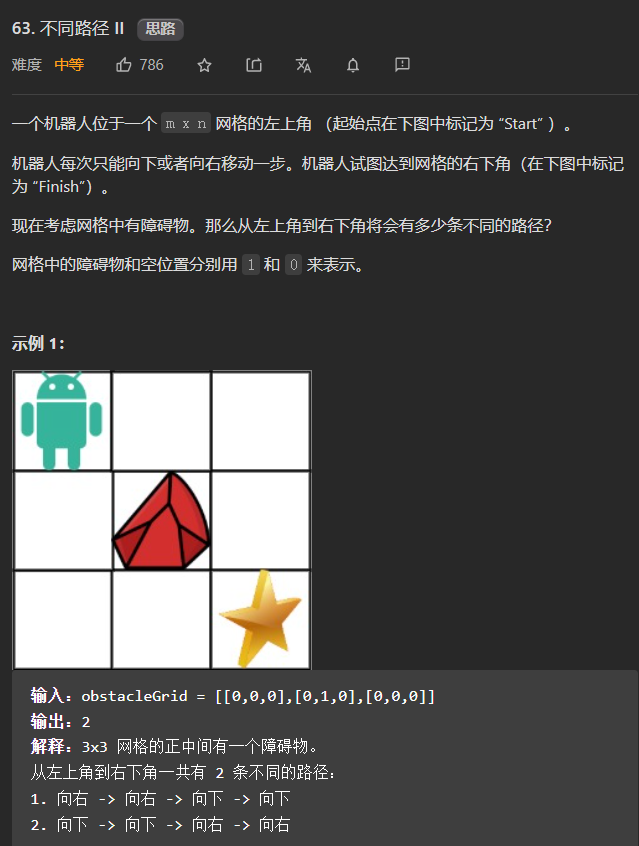 63. 不同路径 II 思路
难度 中等 786
一个机器人位于一个 m x n 网格的左上角 （起始点在下图中标记为 “Start” ）。
机器人每次只能向下或者向右移动一步。机器人试图达到网格的右下角（在下图中标记
为 “Finish”）。
现在考虑网格中有障碍物。那么从左上角到右下角将会有多少条不同的路径？
网格中的障碍物和空位置分别用 1 和 0 来表示。
示例 1：
输入：obstacleGrid = [[0,0,0],[0,1,0],[0,0,0]]
输出：2
解释：3x3 网格的正中间有一个障碍物。
从左上角到右下角一共有 2 条不同的路径：
1. 向右 -> 向右 -> 向下 -> 向下
2. 向下 -> 向下 -> 向右 -> 向右